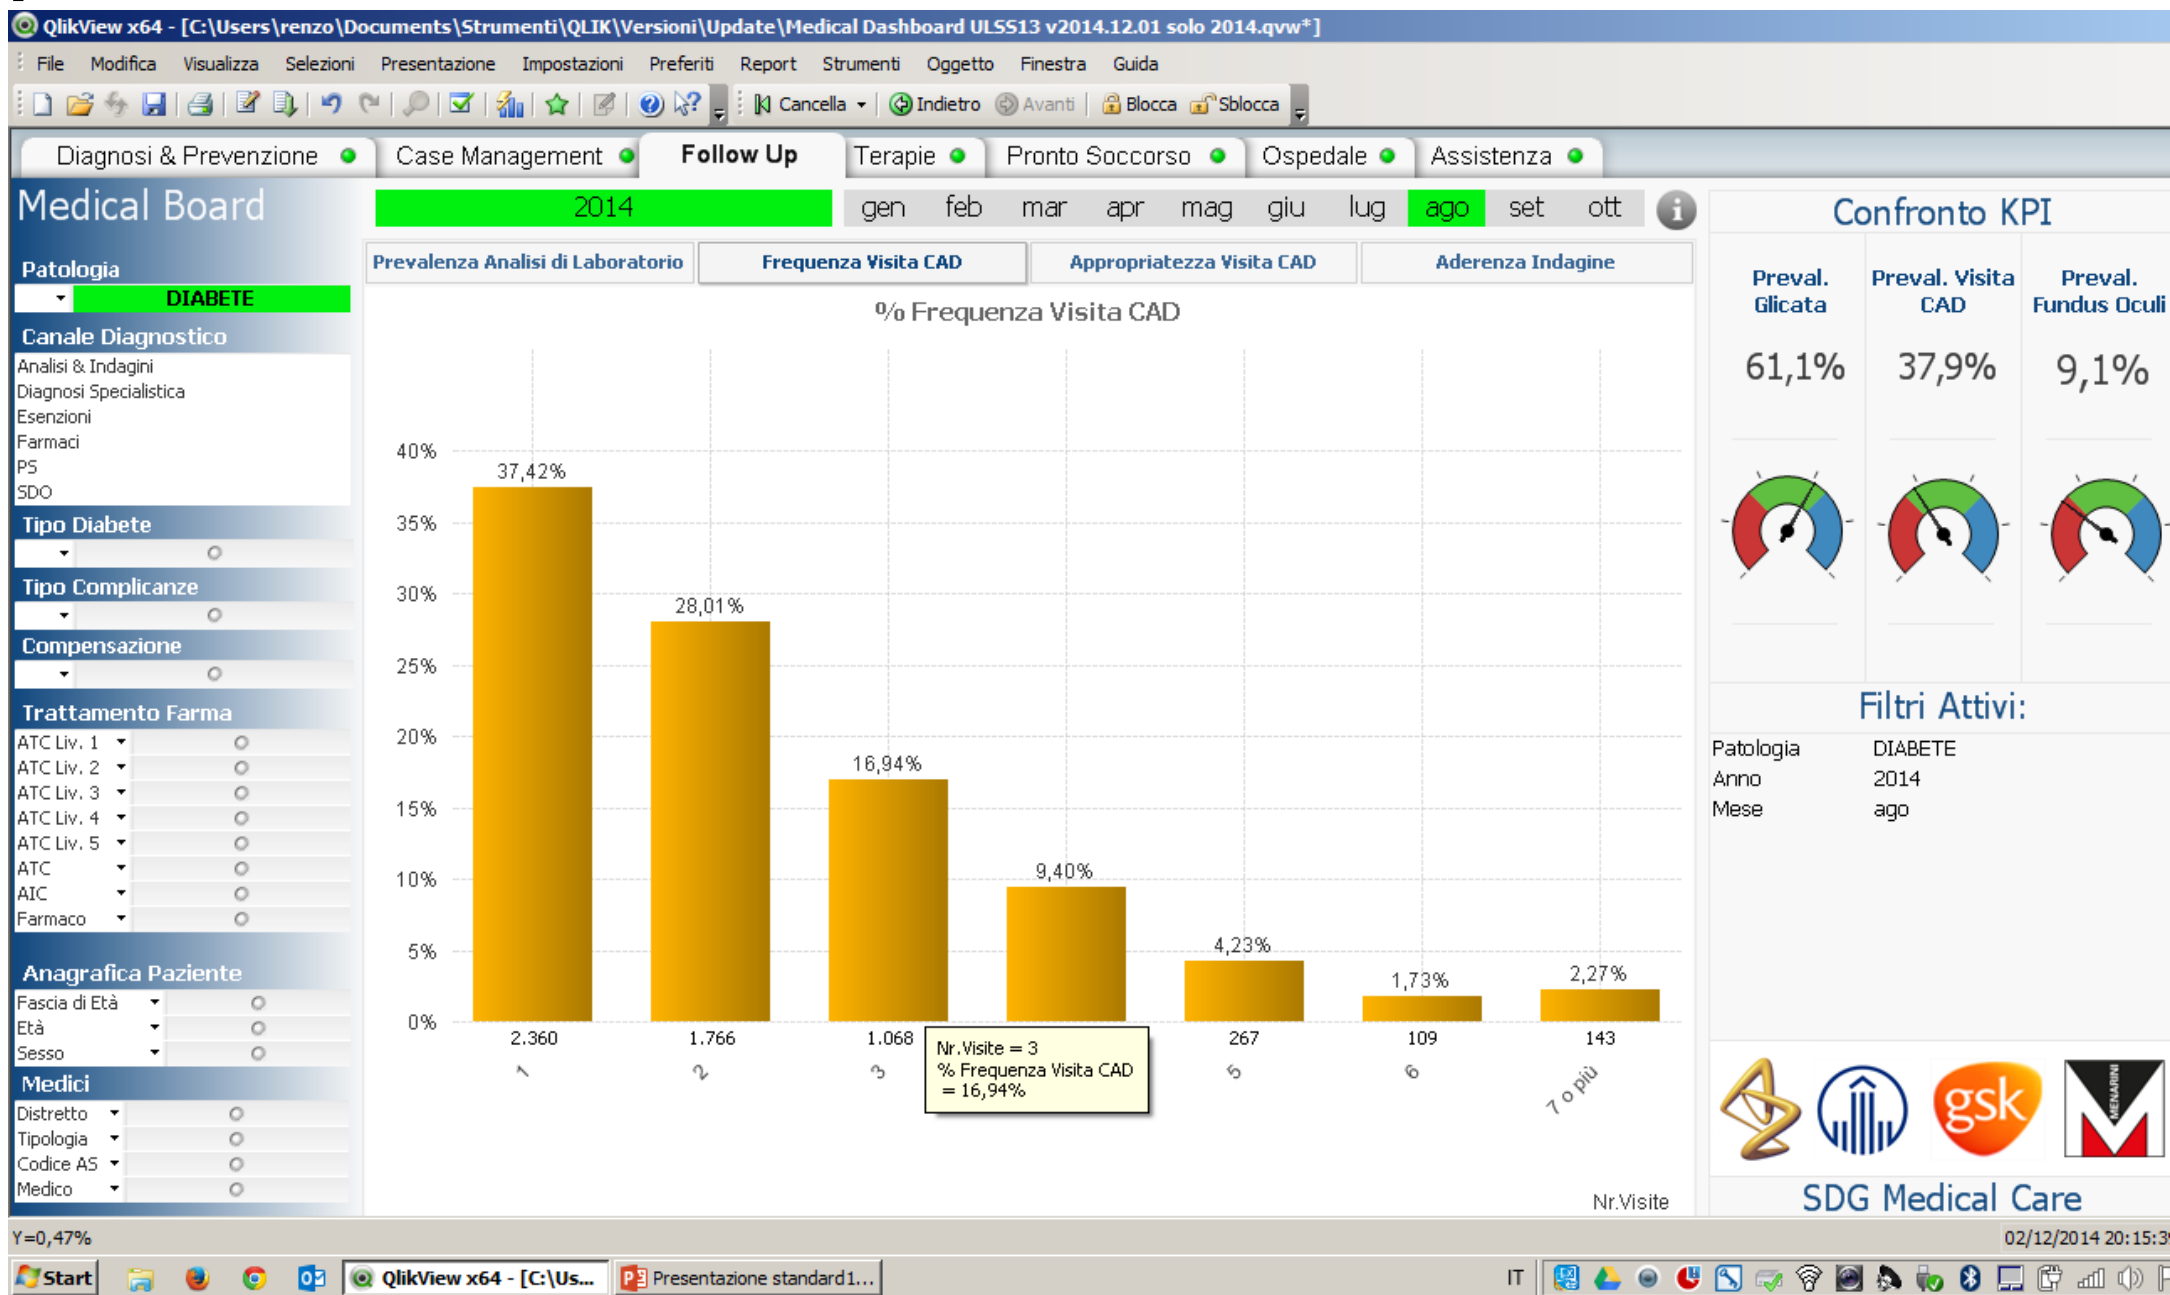 QlikView x64 - [C:\Users\renzo\Documents\Strumenti\QLIK\Versioni\Update\Medical Dashboard ULSS13 v2014.12.01 solo 2014.qvw*]
File Modifica Visualizza Selezioni Presentazione Impostazioni Preferiti Report Strumenti Oggetto Finestra Guida
Cancella Indietro Avanti Blocca Sblocca
Diagnosi & Prevenzione Case Management Follow Up Terapie Pronto Soccorso Ospedale Assistenza
Medical Board
2014 gen feb mar apr mag giu lug ago set ott i
Prevalenza Analisi di Laboratorio Frequenza Visita CAD Appropriatezza Visita CAD Aderenza Indagine
Patologia
DIABETE
Canale Diagnostico
Analisi & Indagini
Diagnosi Specialistica
Esenzioni
Farmaci
PS
SDO
Tipo Diabete
Tipo Complicanze
Compensazione
Trattamento Farma
ATC Liv. 1
ATC Liv. 2
ATC Liv. 3
ATC Liv. 4
ATC Liv. 5
ATC
AIC
Farmaco
Anagrafica Paziente
Fascia di Età
Età
Sesso
Medici
Distretto
Tipologia
Codice AS
Medico
% Frequenza Visita CAD
40%
35%
30%
25%
20%
15%
10%
5%
0%
37,42%
28,01%
16,94%
9,40%
4,23%
1,73%
2,27%
2.360 1.766 1.068 267 109 143
1 2 3 5 6 7 o più
Nr.Visite = 3
% Frequenza Visita CAD
= 16,94%
Nr.Visite
Confronto KPI
Preval. Glicata
Preval. Visita CAD
Preval. Fundus Oculi
61,1% 37,9% 9,1%
Filtri Attivi:
Patologia DIABETE
Anno 2014
Mese ago
gsk
MENARINI
SDG Medical Care
Y=0,47%
02/12/2014 20:15:3
Start QlikView x64 - [C:\Us... Presentazione standard1... IT